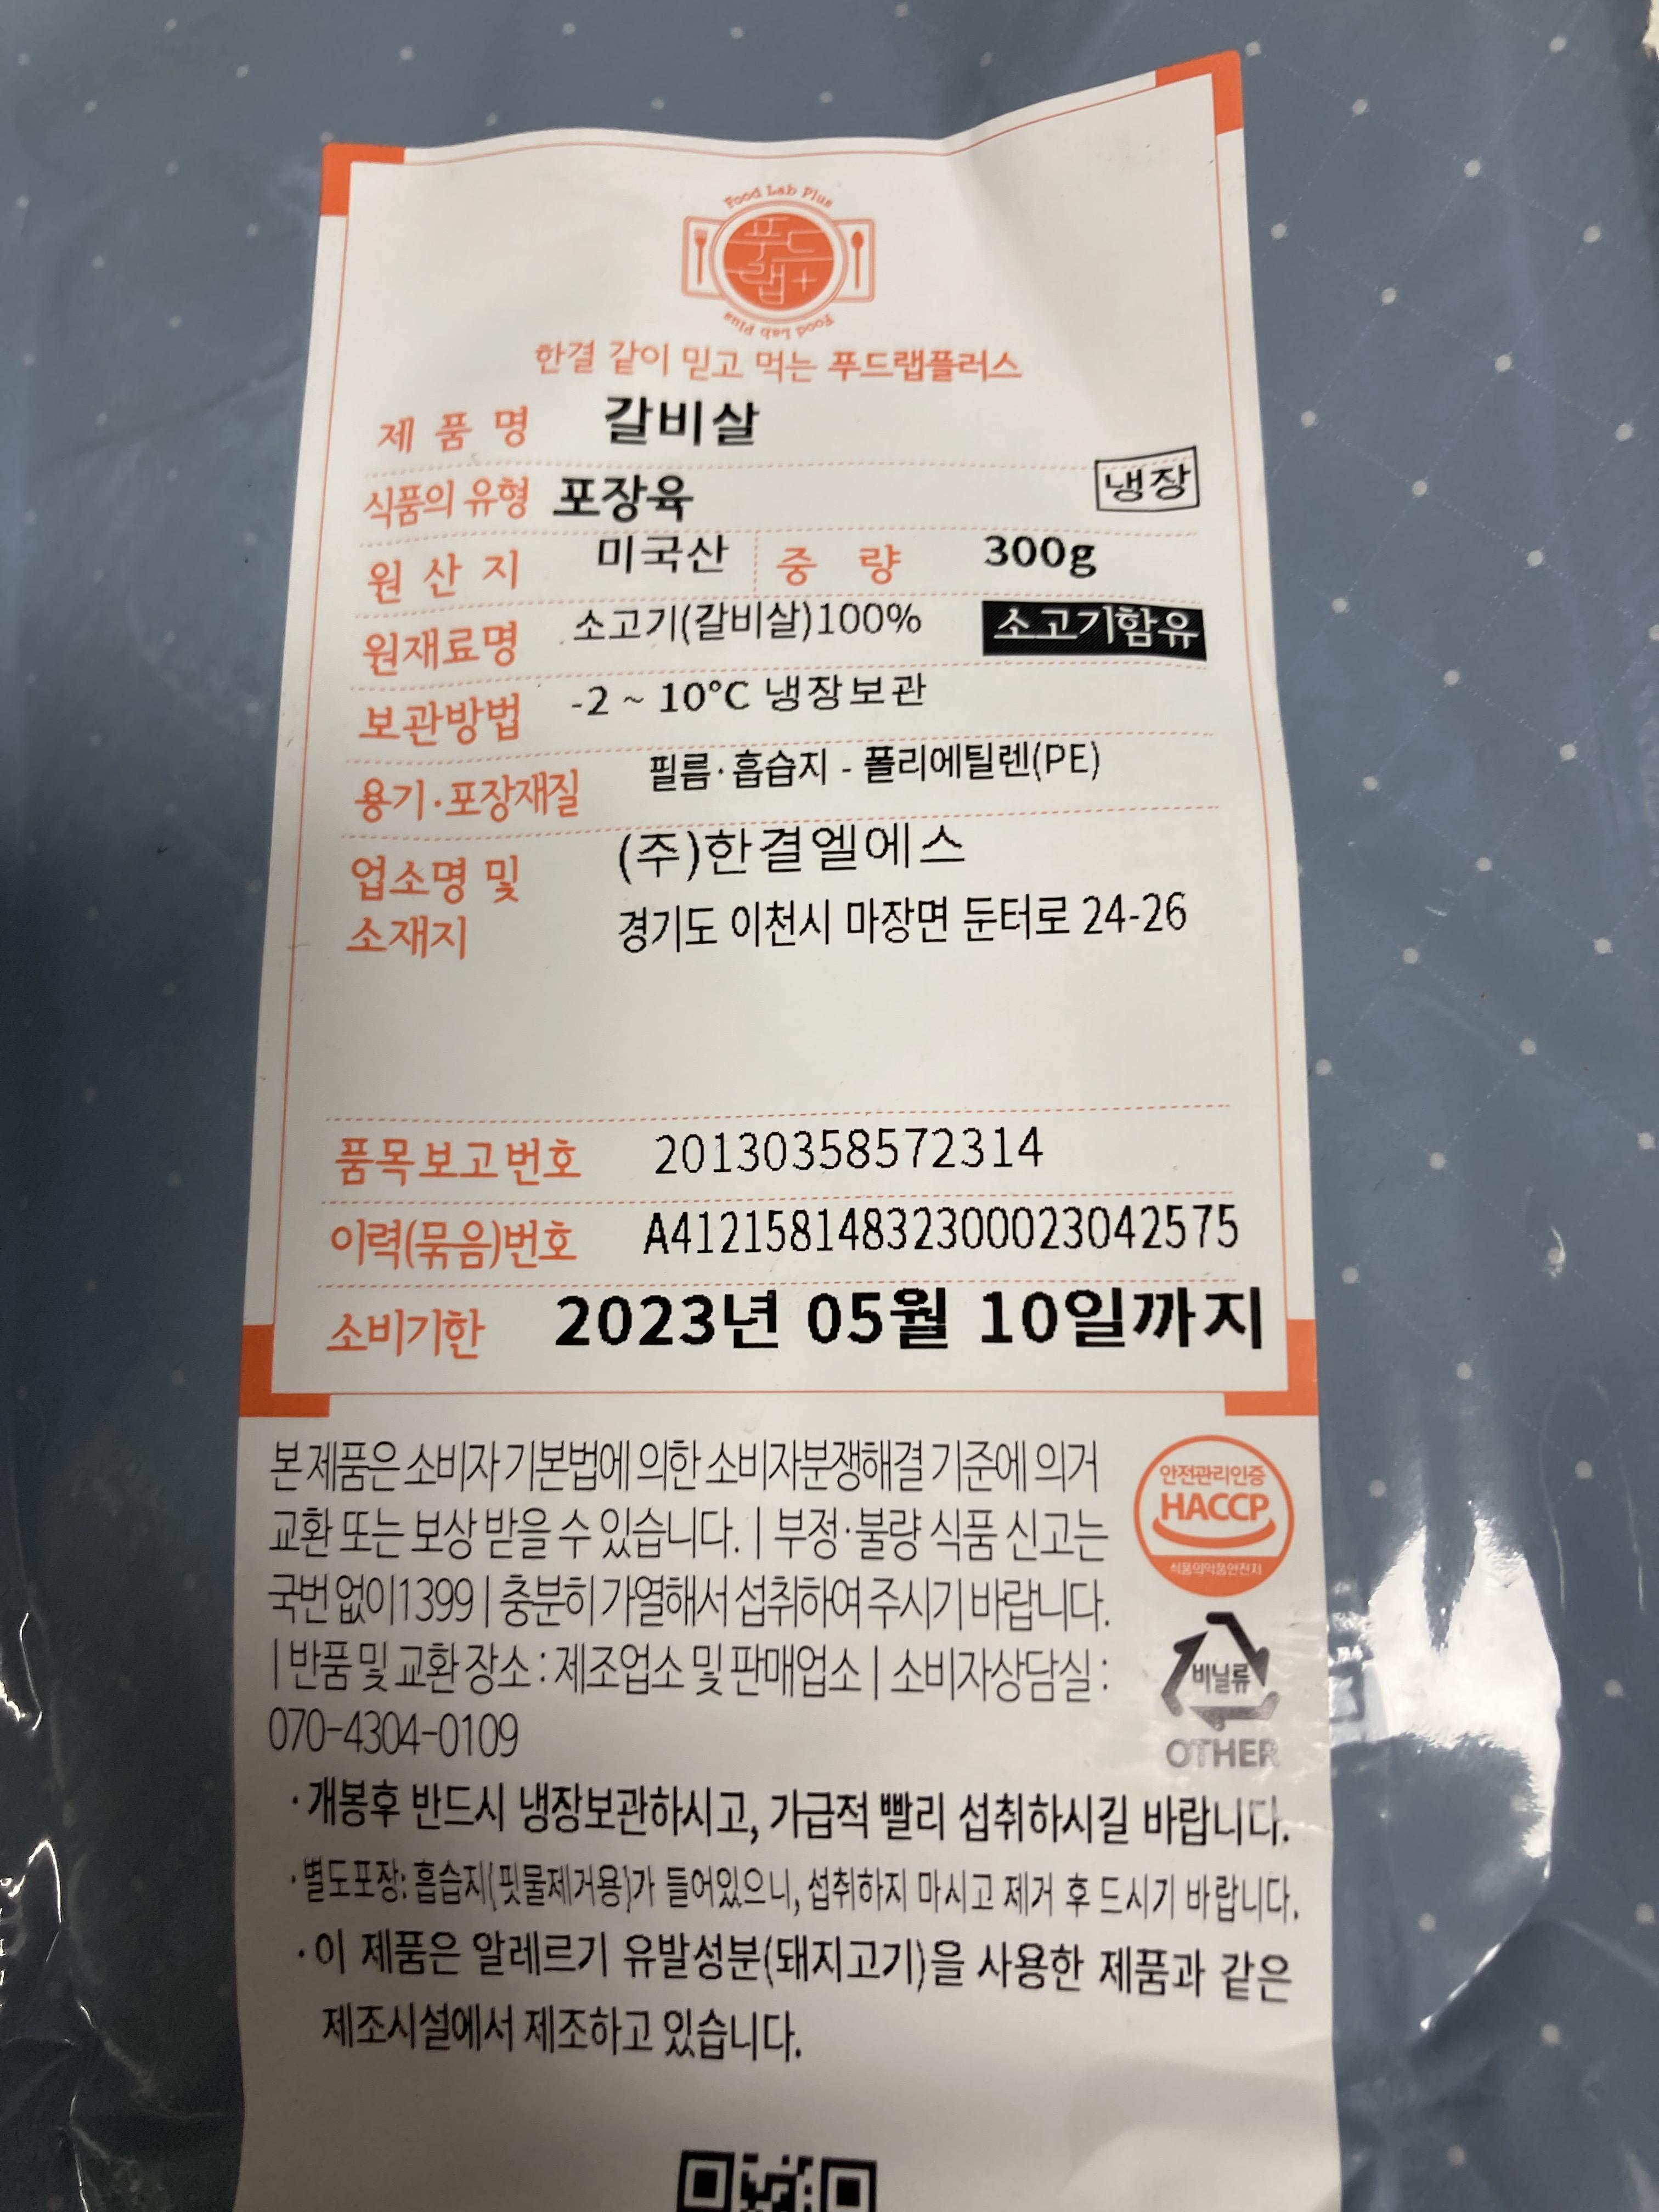 Food Lab Plus
푸드
랩+
Food Lab Plus
한결 같이 믿고 먹는 푸드랩플러스
제 품 명 갈비살
식품의 유형 포장육 냉장
원 산 지 미국산 중 량 300g
원재료명 소고기(갈비살)100% 소고기함유
보관방법 -2 ~ 10℃ 냉장보관
용기·포장재질 필름·흡습지 - 폴리에틸렌(PE)
업소명 및 (주)한결엘에스
소재지 경기도 이천시 마장면 둔터로 24-26
품목보고번호 20130358572314
이력(묶음)번호 A41215814832300023042575
소비기한 2023년 05월 10일까지
본 제품은 소비자 기본법에 의한 소비자분쟁해결 기준에 의거
교환 또는 보상 받을 수 있습니다. | 부정·불량 식품 신고는
국번 없이1399 | 충분히 가열해서 섭취하여 주시기 바랍니다.
| 반품 및 교환 장소 : 제조업소 및 판매업소 | 소비자상담실 :
070-4304-0109
안전관리인증
HACCP
식품의약품안전처
비닐류
OTHER
·개봉후 반드시 냉장보관하시고, 가급적 빨리 섭취하시길 바랍니다.
·별도포장: 흡습지(핏물제거용)가 들어있으니, 섭취하지 마시고 제거 후 드시기 바랍니다.
·이 제품은 알레르기 유발성분(돼지고기)을 사용한 제품과 같은
제조시설에서 제조하고 있습니다.